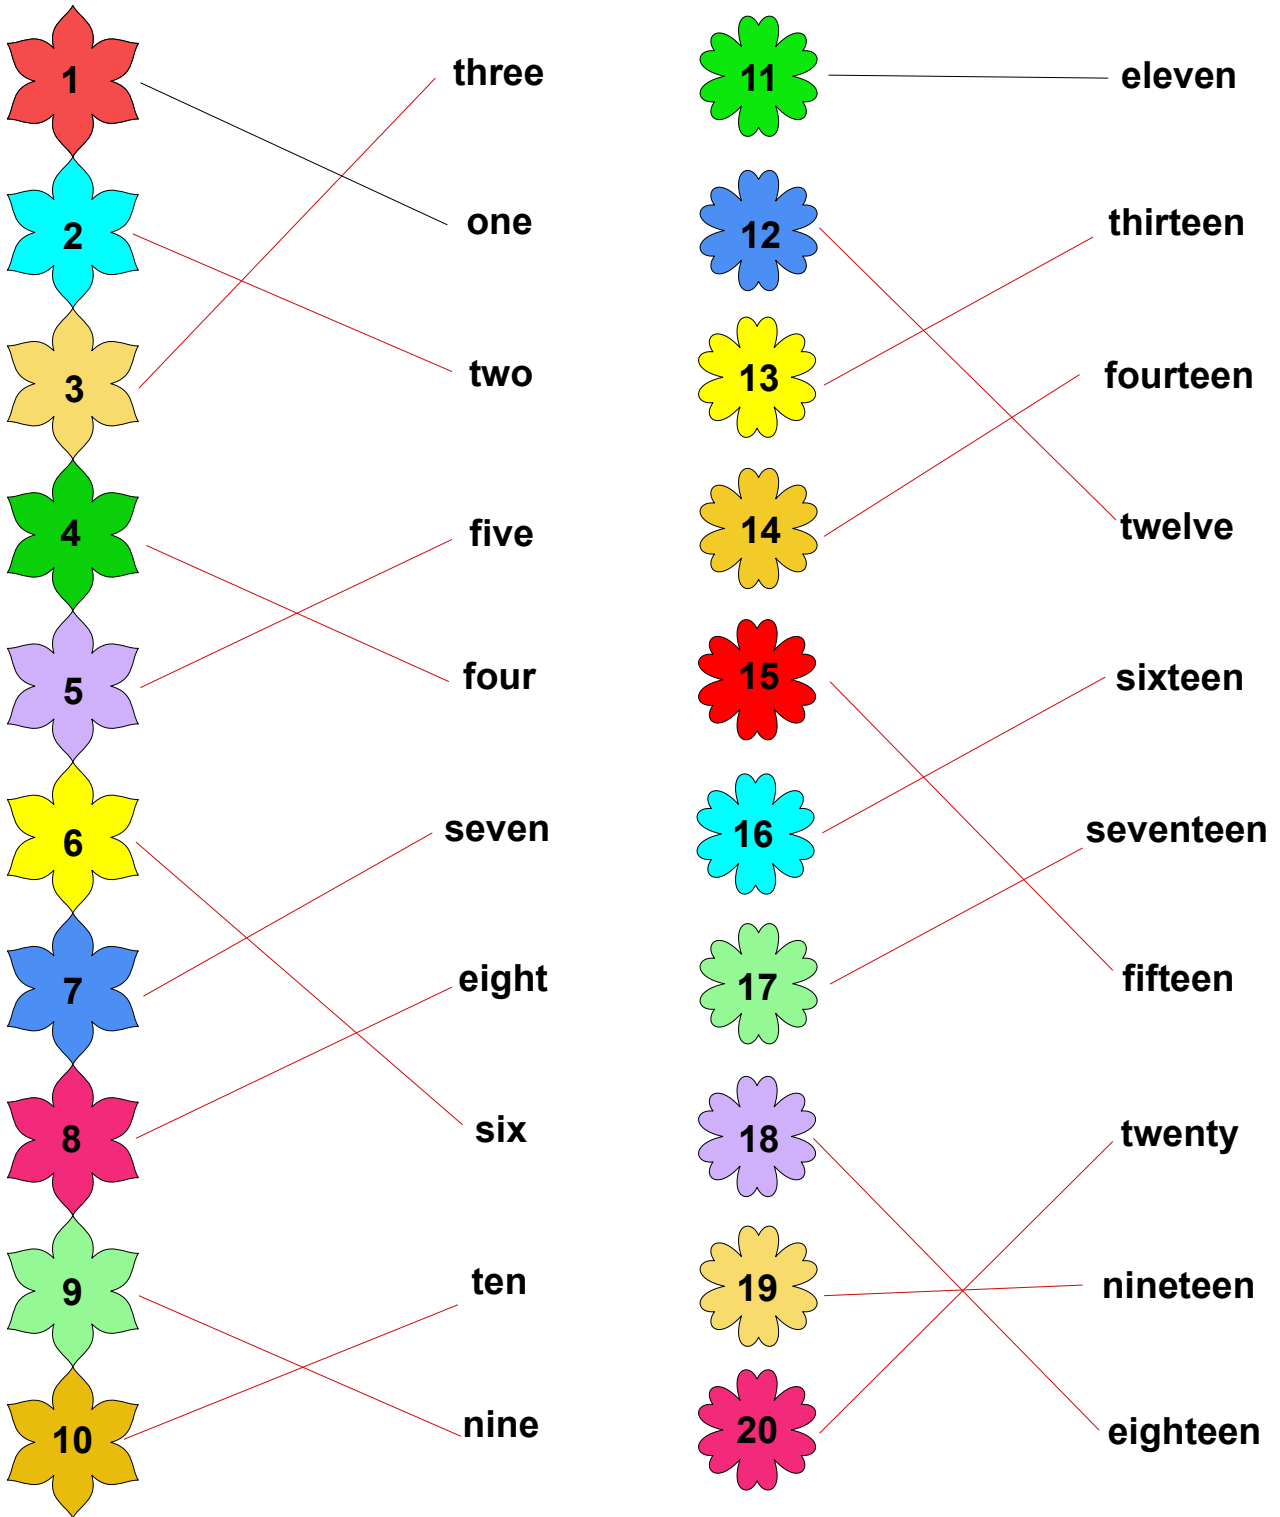 1
three
2
one
3
two
4
five
5
four
6
seven
7
eight
8
six
9
ten
10
nine
11
eleven
12
thirteen
13
fourteen
14
twelve
15
sixteen
16
seventeen
17
fifteen
18
twenty
19
nineteen
20
eighteen